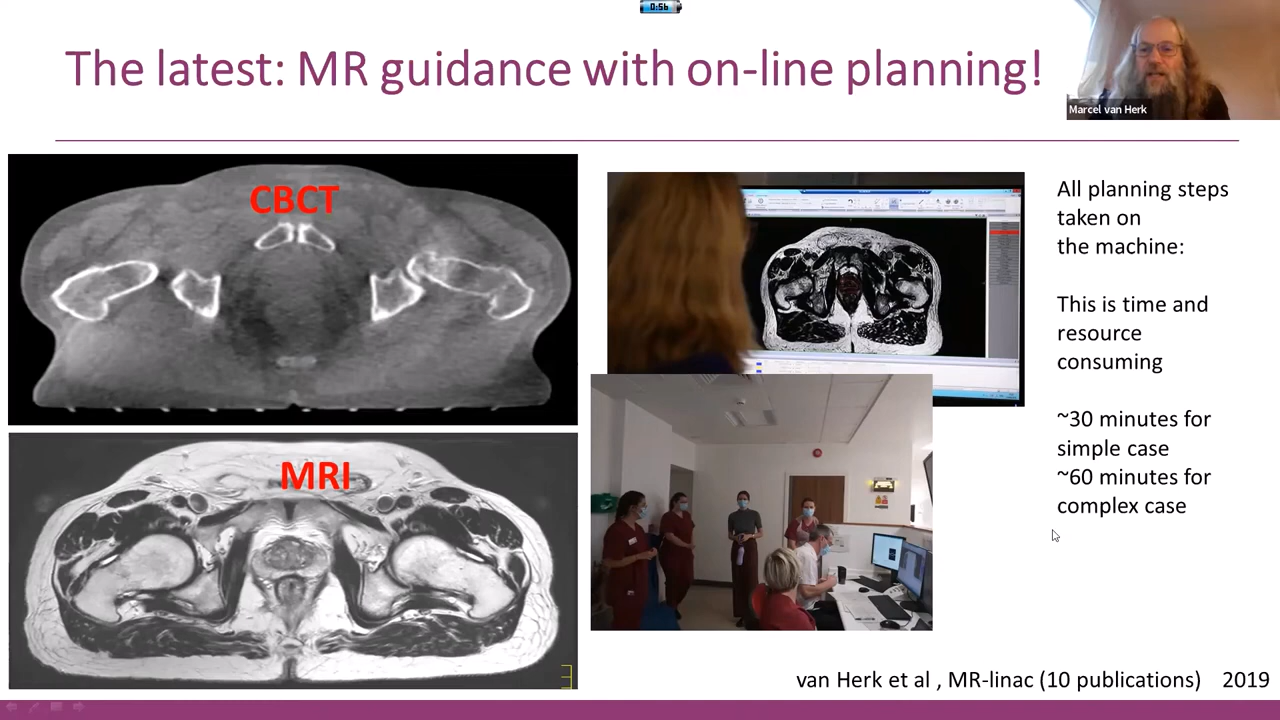 0:56
The latest: MR guidance with on-line planning!
Marcel van Herk
CBCT
MRI
All planning steps
taken on
the machine:
This is time and
resource
consuming
~30 minutes for
simple case
~60 minutes for
complex case
van Herk et al , MR-linac (10 publications) 2019